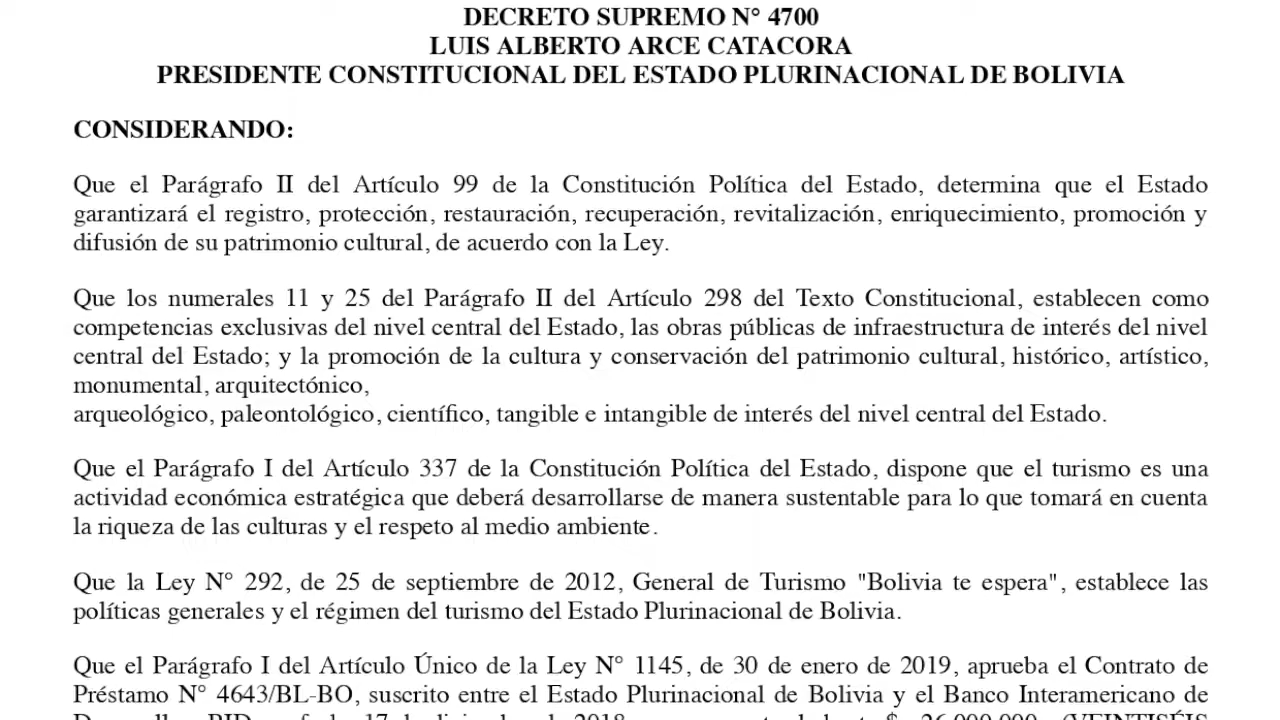 DECRETO SUPREMO N° 4700
LUIS ALBERTO ARCE CATACORA
PRESIDENTE CONSTITUCIONAL DEL ESTADO PLURINACIONAL DE BOLIVIA
CONSIDERANDO:
Que el Parágrafo II del Artículo 99 de la Constitución Política del Estado, determina que el Estado
garantizará el registro, protección, restauración, recuperación, revitalización, enriquecimiento, promoción y
difusión de su patrimonio cultural, de acuerdo con la Ley.
Que los numerales 11 y 25 del Parágrafo II del Artículo 298 del Texto Constitucional, establecen como
competencias exclusivas del nivel central del Estado, las obras públicas de infraestructura de interés del nivel
central del Estado; y la promoción de la cultura y conservación del patrimonio cultural, histórico, artístico,
monumental, arquitectónico,
arqueológico, paleontológico, científico, tangible e intangible de interés del nivel central del Estado.
Que el Parágrafo I del Artículo 337 de la Constitución Política del Estado, dispone que el turismo es una
actividad económica estratégica que deberá desarrollarse de manera sustentable para lo que tomará en cuenta
la riqueza de las culturas y el respeto al medio ambiente.
Que la Ley N° 292, de 25 de septiembre de 2012, General de Turismo "Bolivia te espera", establece las
políticas generales y el régimen del turismo del Estado Plurinacional de Bolivia.
Que el Parágrafo I del Artículo Único de la Ley N° 1145, de 30 de enero de 2019, aprueba el Contrato de
Préstamo N° 4643/BL-BO, suscrito entre el Estado Plurinacional de Bolivia y el Banco Interamericano de